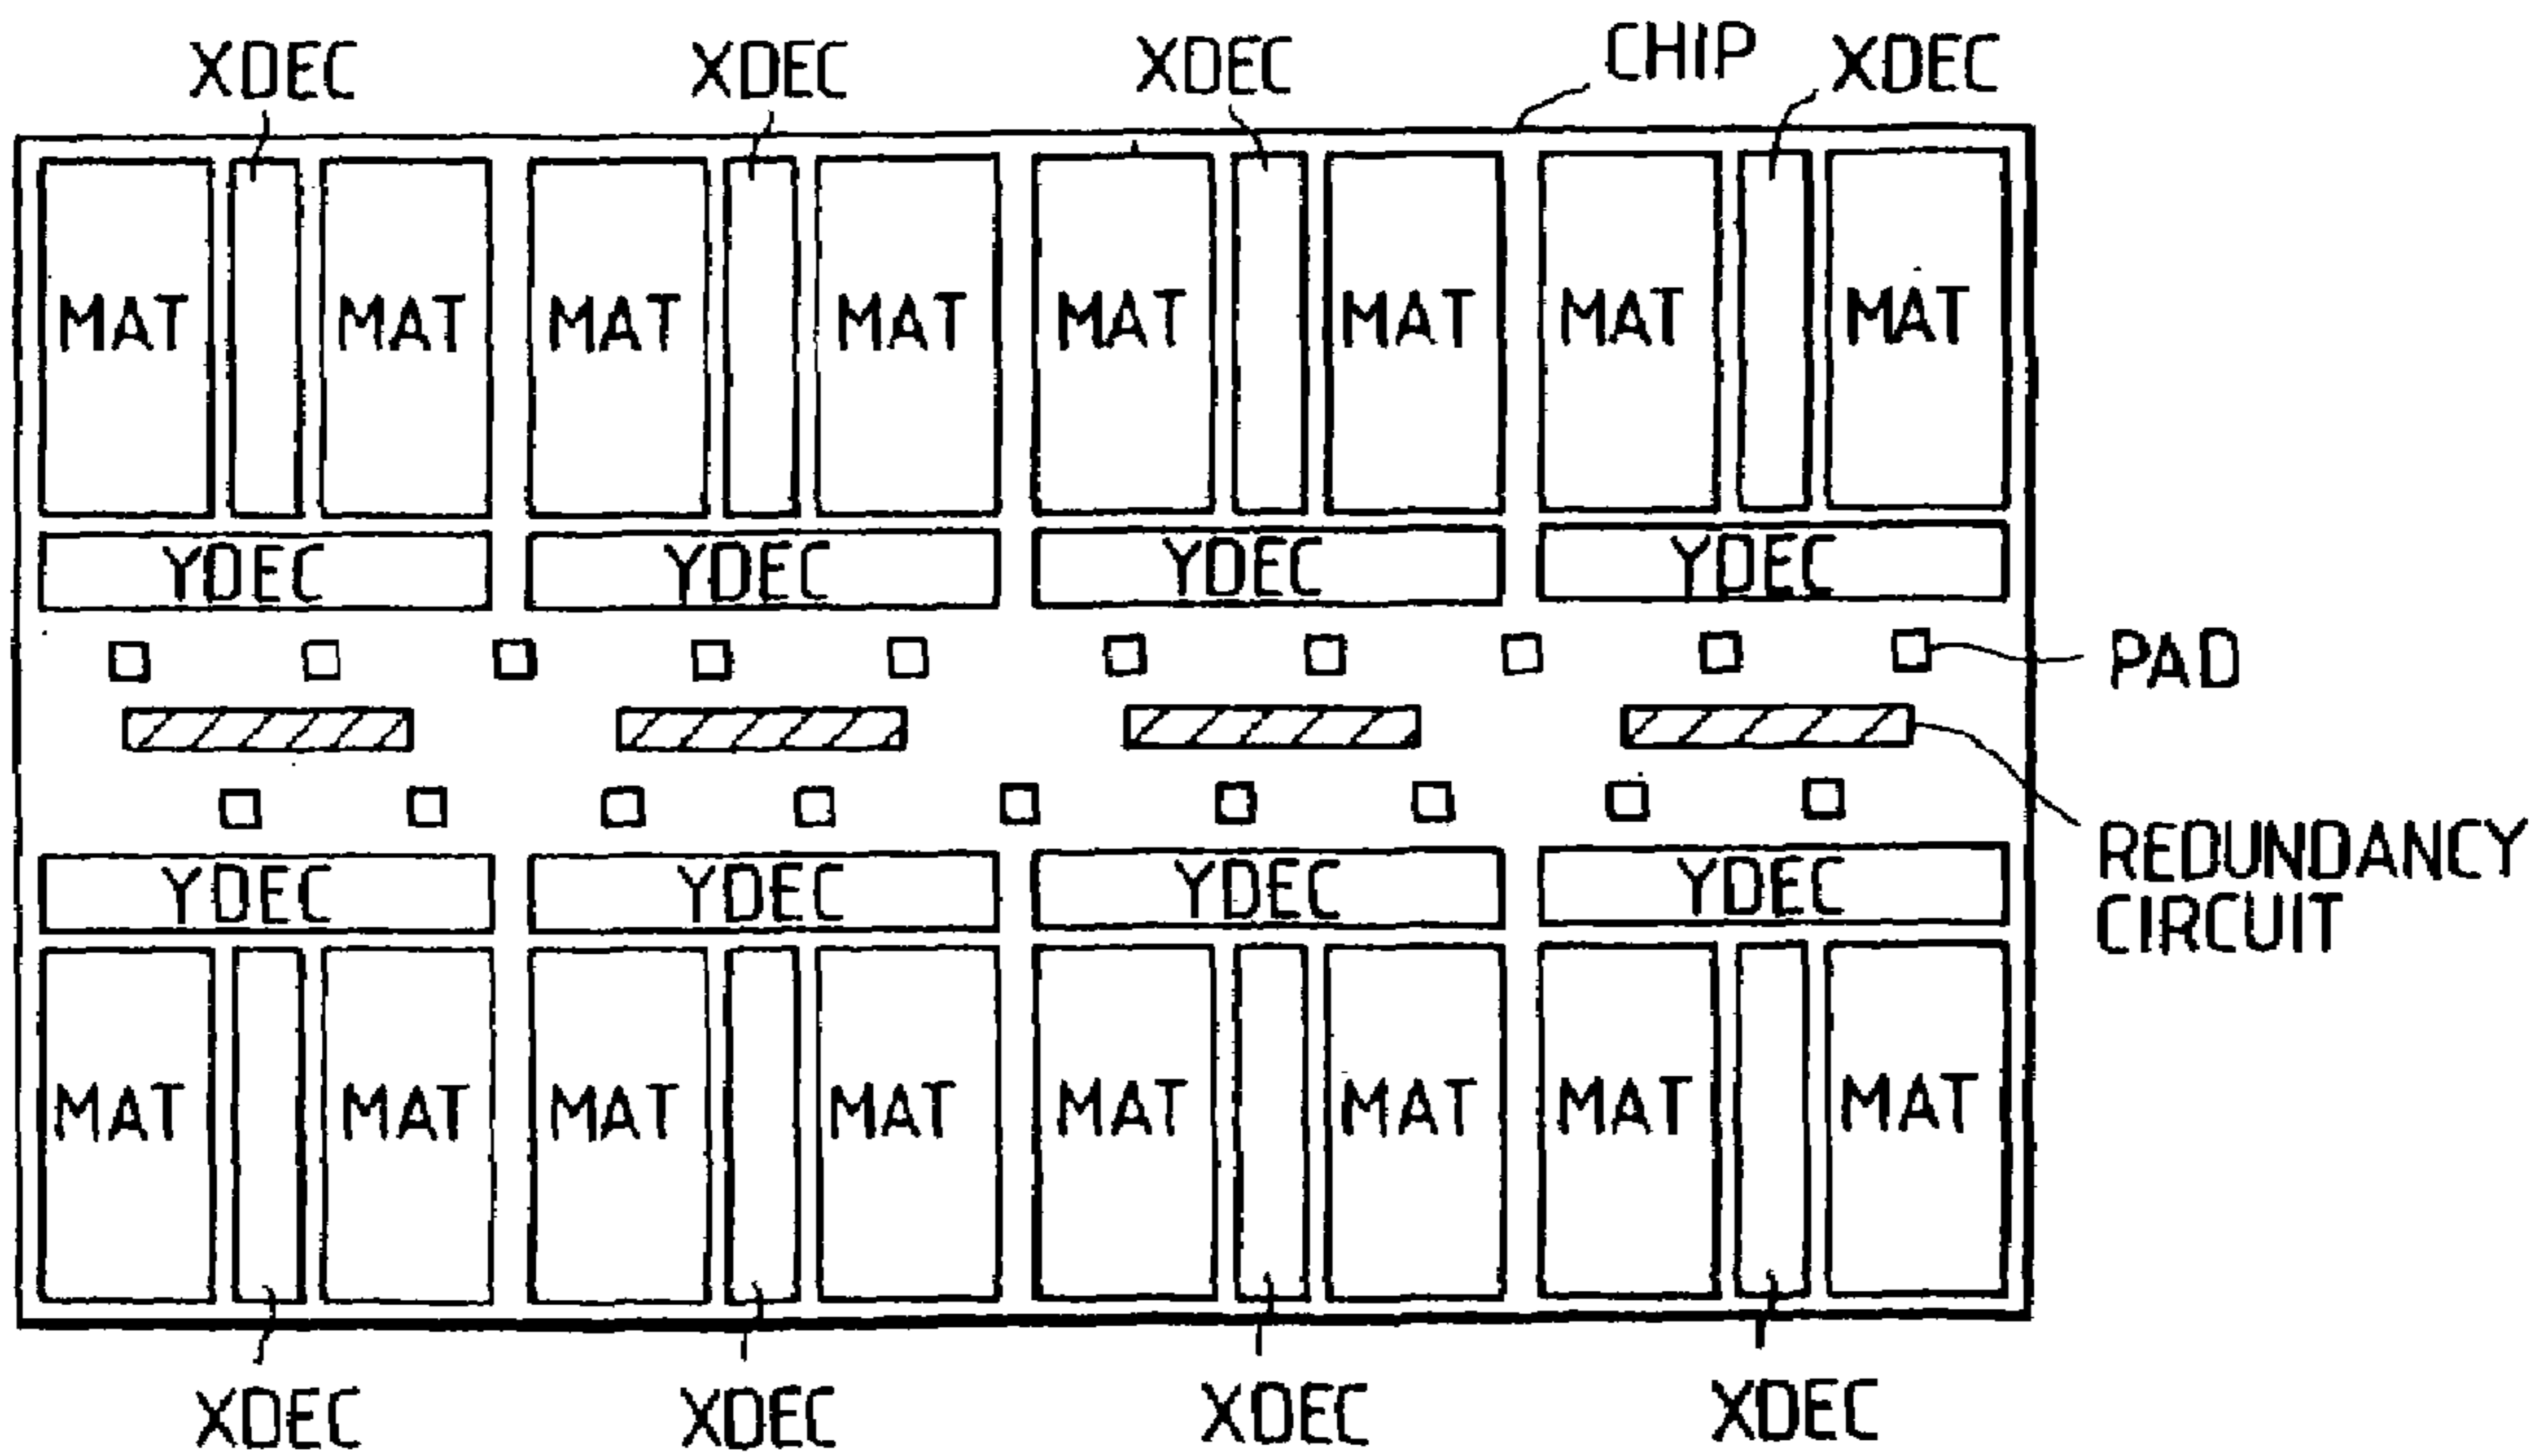 XDEC XDEC XDEC CHIP XDEC
MAT MAT MAT MAT MAT MAT MAT MAT
YDEC YDEC YDEC YDEC
PAD
REDUNDANCY
CIRCUIT
YDEC YDEC YDEC YDEC
MAT MAT MAT MAT MAT MAT MAT MAT
XDEC XDEC XDEC XDEC